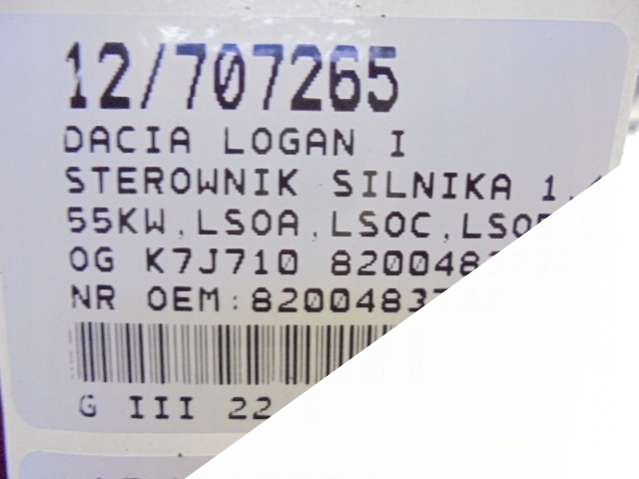 12/707265
DACIA LOGAN I
STEROWNIK SILNIKA
55KW,LSOA,LSOC,
OG K7J710
NR OEM:
G III 22